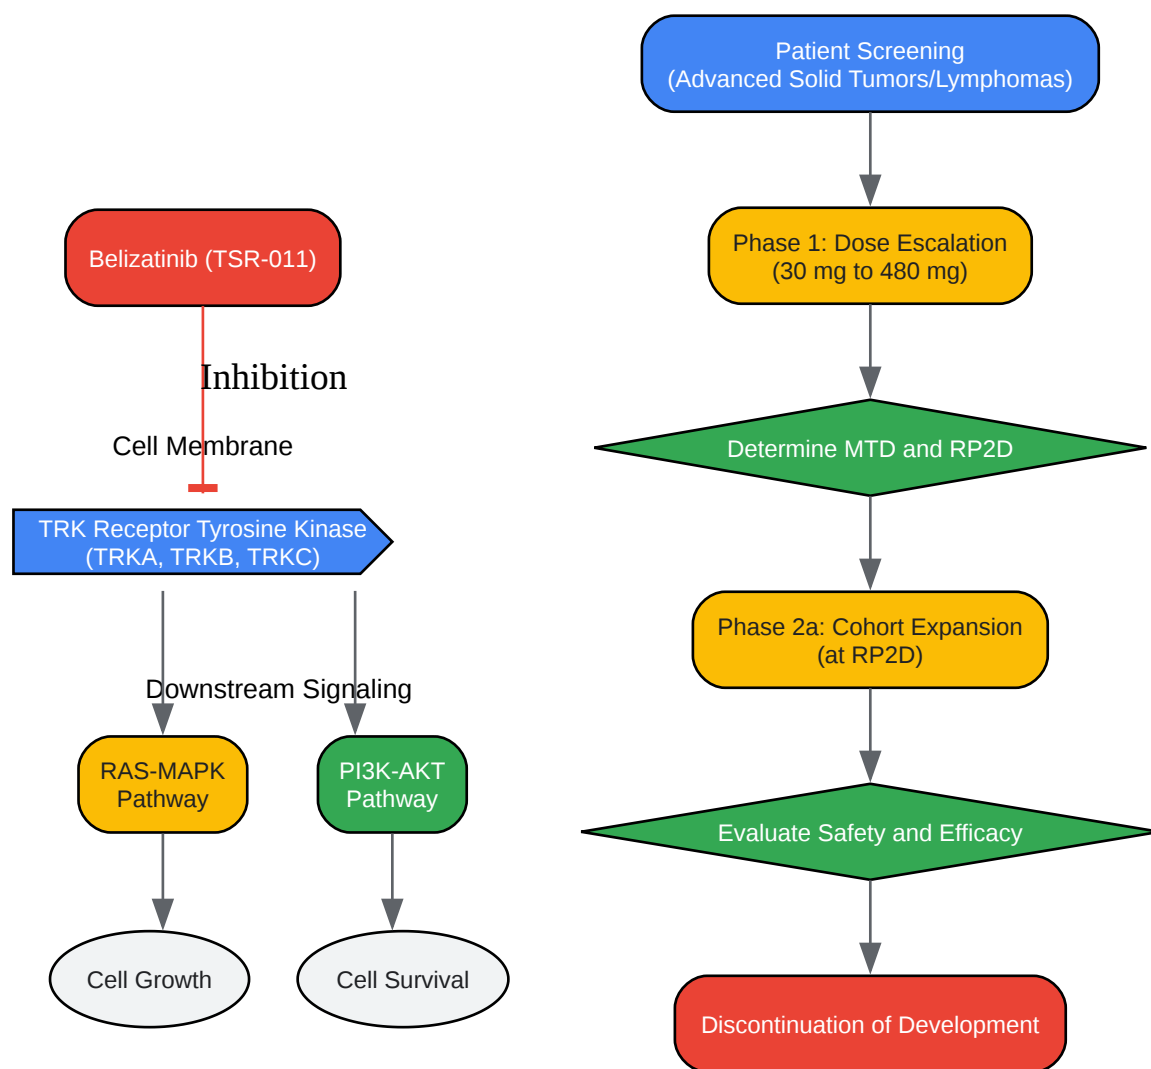 Belizatinib (TSR-011)
Inhibition
Cell Membrane
TRK Receptor Tyrosine Kinase
(TRKA, TRKB, TRKC)
Downstream Signaling
RAS-MAPK
Pathway
PI3K-AKT
Pathway
Cell Growth
Cell Survival
Patient Screening
(Advanced Solid Tumors/Lymphomas)
Phase 1: Dose Escalation
(30 mg to 480 mg)
Determine MTD and RP2D
Phase 2a: Cohort Expansion
(at RP2D)
Evaluate Safety and Efficacy
Discontinuation of Development